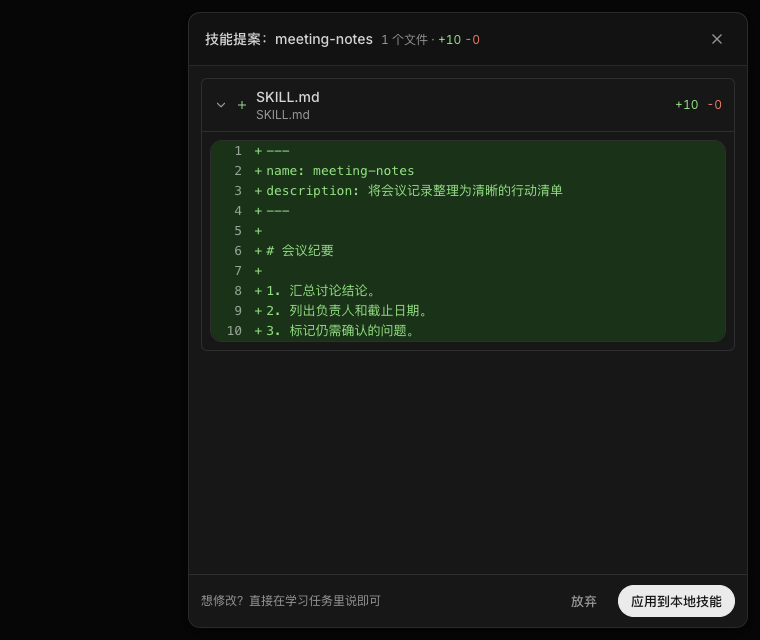 技能提案：meeting-notes 1 个文件 · +10 -0
SKILL.md
SKILL.md
+10 -0
1 + ---
2 + name: meeting-notes
3 + description: 将会议记录整理为清晰的行动清单
4 + ---
5 +
6 + # 会议纪要
7 +
8 + 1. 汇总讨论结论。
9 + 2. 列出负责人和截止日期。
10 + 3. 标记仍需确认的问题。
想修改？直接在学习任务里说即可 放弃 应用到本地技能